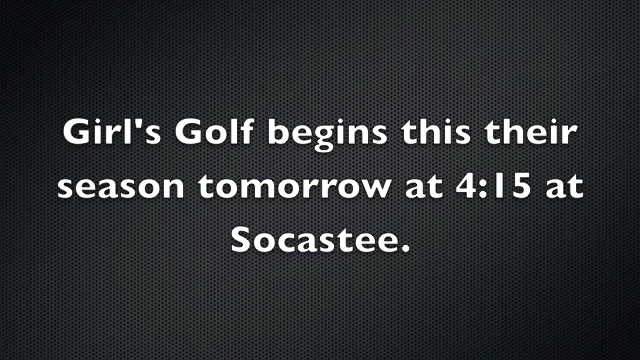 Girl's Golf begins this their
season tomorrow at 4:15 at
Socastee.